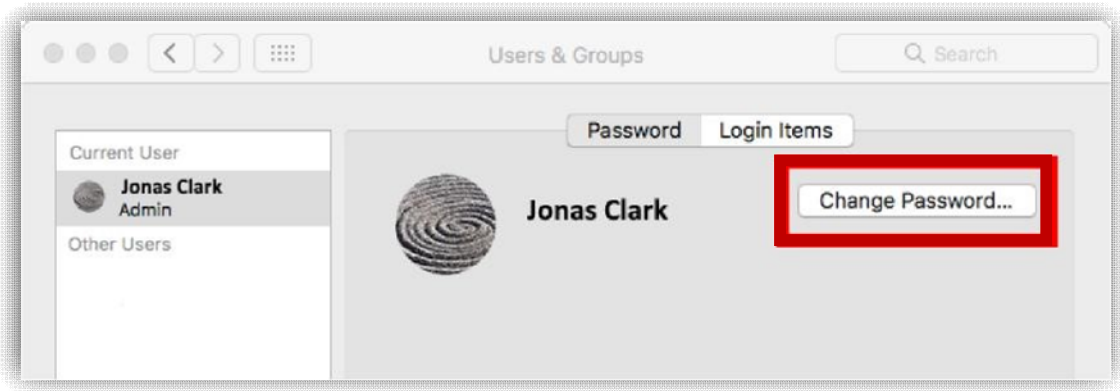 Users & Groups
Search
Password Login Items
Current User
Jonas Clark
Admin
Other Users
Jonas Clark
Change Password...